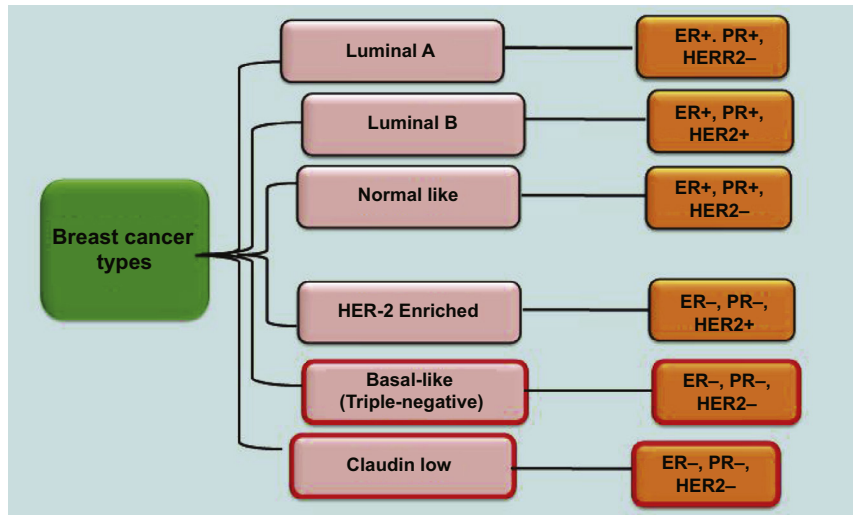 Breast cancer
types
Luminal A
ER+. PR+,
HERR2–
Luminal B
ER+, PR+,
HER2+
Normal like
ER+, PR+,
HER2–
HER-2 Enriched
ER–, PR–,
HER2+
Basal-like
(Triple-negative)
ER–, PR–,
HER2–
Claudin low
ER–, PR–,
HER2–